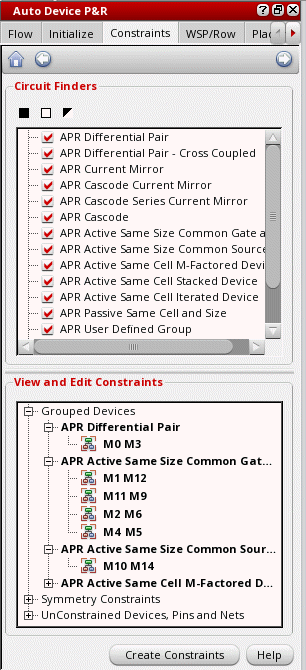 Auto Device P&R
Flow Initialize Constraints WSP/Row Plac
Circuit Finders
APR Differential Pair
APR Differential Pair - Cross Coupled
APR Current Mirror
APR Cascode Current Mirror
APR Cascode Series Current Mirror
APR Cascode
APR Active Same Size Common Gate a
APR Active Same Size Common Source
APR Active Same Cell M-Factored Devi
APR Active Same Cell Stacked Device
APR Active Same Cell Iterated Device
APR Passive Same Cell and Size
APR User Defined Group
View and Edit Constraints
Grouped Devices
APR Differential Pair
M0 M3
APR Active Same Size Common Gat...
M1 M12
M11 M9
M2 M6
M4 M5
APR Active Same Size Common Sour...
M10 M14
APR Active Same Cell M-Factored D...
Symmetry Constraints
UnConstrained Devices, Pins and Nets
Create Constraints Help